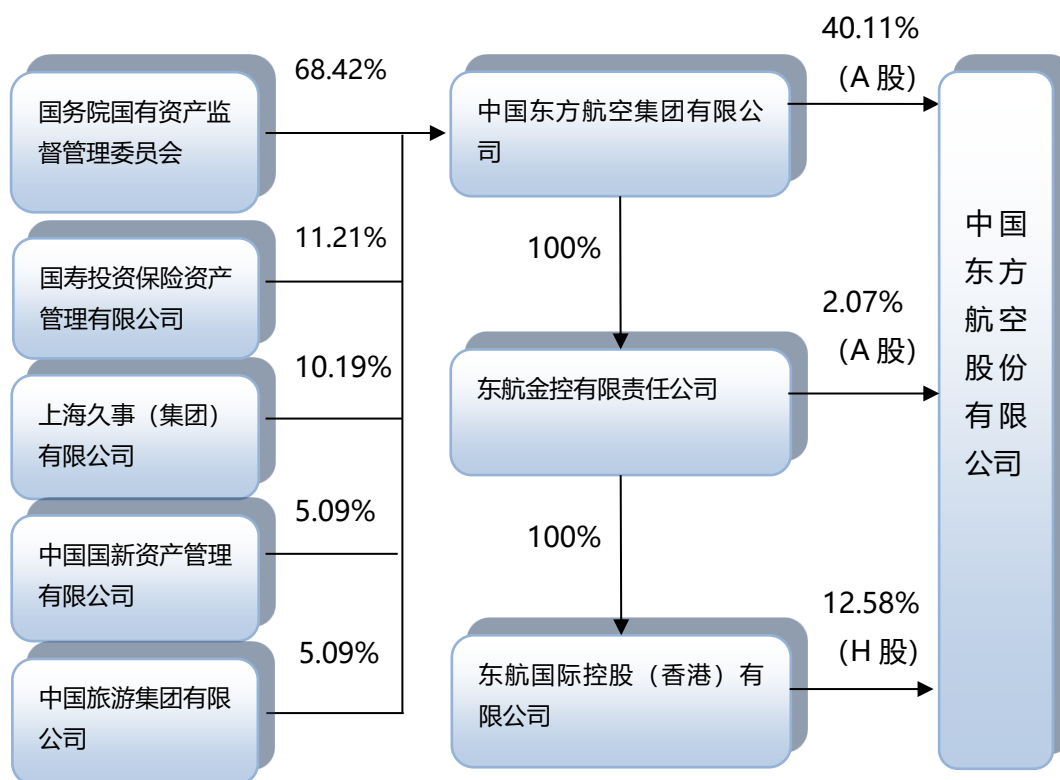 国务院国有资产监
督管理委员会
68.42%
国寿投资保险资产
管理有限公司
11.21%
上海久事（集团）
有限公司
10.19%
中国国新资产管理
有限公司
5.09%
中国旅游集团有限
公司
5.09%
中国东方航空集团有限公
司
100%
东航金控有限责任公司
100%
东航国际控股（香港）有
限公司
40.11%
(A 股)
2.07%
(A 股)
12.58%
(H 股)
中国
东方
航空
股份
有限
公司